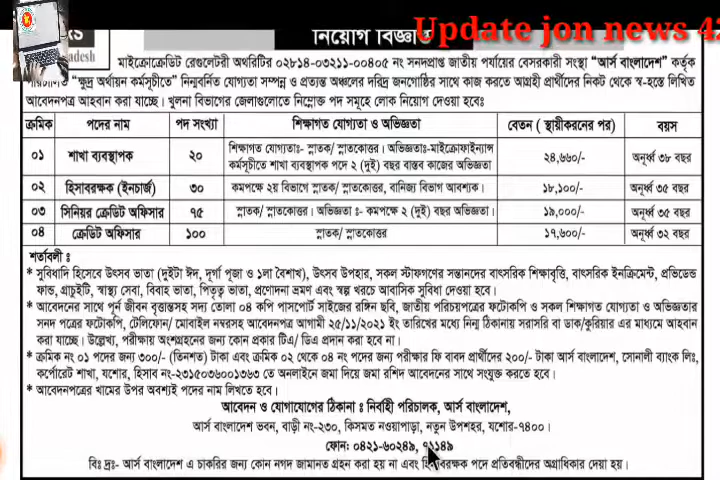 Update jon news 42
নিয়োগ বিজ্ঞপ্তি
মাইক্রোক্রেডিট রেগুলেটরী অথরিটির ০২৮১৪-০৩২১১-০০৪০৫ নং সনদপ্রাপ্ত জাতীয় পর্যায়ের বেসরকারী সংস্থা “আর্স বাংলাদেশ” কর্তৃক
পরিচালিত “ক্ষুদ্র অর্থায়ন কর্মসূচীতে” নিম্নবর্নিত যোগ্যতা সম্পন্ন ও প্রত্যন্ত অঞ্চলের দরিদ্র জনগোষ্ঠির সাথে কাজ করতে আগ্রহী প্রার্থীদের নিকট থেকে স্ব-হস্তে লিখিত
আবেদনপত্র আহবান করা যাচ্ছে। খুলনা বিভাগের জেলাগুলোতে নিম্নোক্ত পদ সমূহে লোক নিয়োগ দেওয়া হবেঃ
ক্রমিক পদের নাম পদ সংখ্যা শিক্ষাগত যোগ্যতা ও অভিজ্ঞতা বেতন (স্থায়ীকরনের পর) বয়স
০১ শাখা ব্যবস্থাপক ২০ শিক্ষাগত যোগ্যতাঃ- স্নাতক/ স্নাতকোত্তর। অভিজ্ঞতাঃ-মাইক্রোফাইন্যান্স কর্মসূচীতে শাখা ব্যবস্থাপক পদে ২ (দুই) বছর বাস্তব কাজের অভিজ্ঞতা ২৪,৬৬০/- অনূর্ধ্ব ৩৮ বছর
০২ হিসাবরক্ষক (ইনচার্জ) ৩০ কমপক্ষে ২য় বিভাগে স্নাতক/ স্নাতকোত্তর, বানিজ্য বিভাগ আবশ্যক। ১৮,১০০/- অনূর্ধ্ব ৩৫ বছর
০৩ সিনিয়র ক্রেডিট অফিসার ৭৫ স্নাতক/ স্নাতকোত্তর। অভিজ্ঞতা ঃ- কমপক্ষে ২ (দুই) বছর অভিজ্ঞতা। ১৯,০০০/- অনূর্ধ্ব ৩৫ বছর
০৪ ক্রেডিট অফিসার ১০০ স্নাতক/ স্নাতকোত্তর ১৭,৬০০/- অনূর্ধ্ব ৩২ বছর
শর্তাবলী ঃ
* সুবিধাদি হিসেবে উৎসব ভাতা (দুইটা ঈদ, দূর্গা পূজা ও ১লা বৈশাখ), উৎসব উপহার, সকল স্টাফগণের সন্তানদের বাৎসরিক শিক্ষাবৃত্তি, বাৎসরিক ইনক্রিমেন্ট, প্রভিডেন্ড
ফান্ড, গ্রাচুইটি, স্বাস্থ্য সেবা, বিবাহ ভাতা, পিতৃত্ব ভাতা, প্রণোদনা ভ্রমণ এবং স্বল্প খরচে আবাসিক সুবিধা দেওয়া হবে।
* আবেদনের সাথে পূর্ন জীবন বৃত্তান্তসহ সদ্য তোলা ০৪ কপি পাসপোর্ট সাইজের রঙ্গিন ছবি, জাতীয় পরিচয়পত্রের ফটোকপি ও সকল শিক্ষাগত যোগ্যতা ও অভিজ্ঞতার
সনদ পত্রের ফটোকপি, টেলিফোন/ মোবাইল নম্বরসহ আবেদনপত্র আগামী ২৫/১১/২০২১ ইং তারিখের মধ্যে নিম্ন ঠিকানায় সরাসরি বা ডাক/কুরিয়ার এর মাধ্যমে আহবান
করা যাচ্ছে। উল্লেখ্য, পরীক্ষায় অংশগ্রহনের জন্য কোন প্রকার টিএ/ ডিএ প্রদান করা হবে না।
* ক্রমিক নং ০১ পদের জন্য ৩০০/- (তিনশত) টাকা এবং ক্রমিক ০২ থেকে ০৪ নং পদের জন্য পরীক্ষার ফি বাবদ প্রার্থীদের ২০০/- টাকা আর্স বাংলাদেশ, সোনালী ব্যাংক লিঃ,
কর্পোরেট শাখা, যশোর, হিসাব নং-২৩১৫০৩৬০০১৩৬৩ তে অনলাইনে জমা দিয়ে জমা রশিদ আবেদনের সাথে সংযুক্ত করতে হবে।
* আবেদনপত্রের খামের উপর অবশ্যই পদের নাম লিখতে হবে।
আবেদন ও যোগাযোগের ঠিকানা ঃ নির্বাহী পরিচালক, আর্স বাংলাদেশ,
আর্স বাংলাদেশ ভবন, বাড়ী নং-২৩০, কিসমত নওয়াপাড়া, নতুন উপশহর, যশোর-৭৪০০।
ফোন: ০৪২১-৬০২৪৯, ৭১১৪৯
বিঃ দ্রঃ- আর্স বাংলাদেশ এ চাকরির জন্য কোন নগদ জামানত গ্রহন করা হয় না এবং হিসাবরক্ষক পদে প্রতিবন্ধীদের অগ্রাধিকার দেয়া হয়।